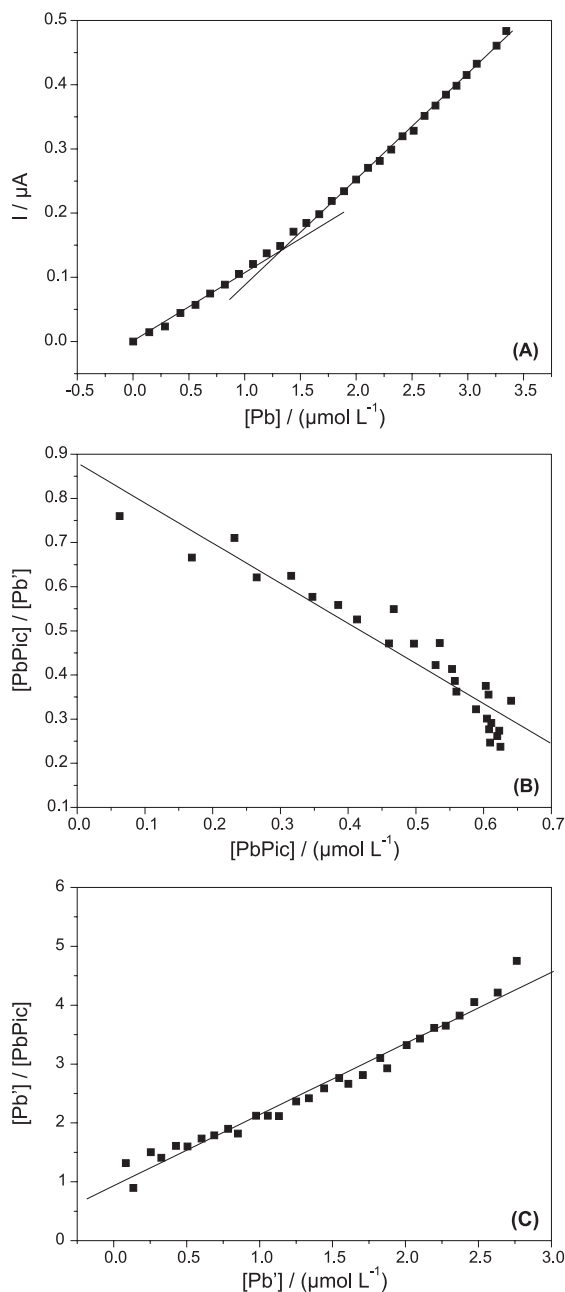 0.5
0.4
0.3
0.2
0.1
0.0
I / µA
-0.5 0.0 0.5 1.0 1.5 2.0 2.5 3.0 3.5
[Pb] / (µmol L⁻¹)
(A)
0.9
0.8
0.7
0.6
0.5
0.4
0.3
0.2
0.1
[PbPic] / [Pb']
0.0 0.1 0.2 0.3 0.4 0.5 0.6 0.7
[PbPic] / (µmol L⁻¹)
(B)
6
5
4
3
2
1
0
[Pb'] / [PbPic]
0.0 0.5 1.0 1.5 2.0 2.5 3.0
[Pb'] / (µmol L⁻¹)
(C)